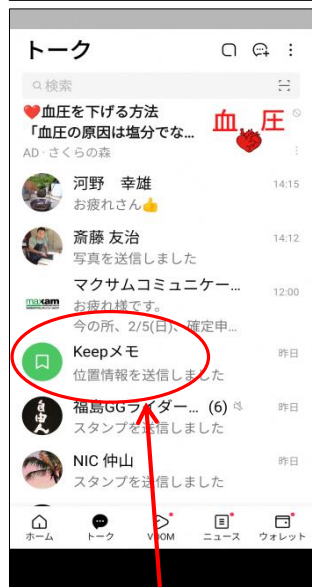 トーク
検索
❤血圧を下げる方法
「血圧の原因は塩分でな...
血 圧
AD · さくらの森
河野 幸雄
14:15
お疲れさん👍
斎藤 友治
14:12
写真を送信しました
maxam
マクサムコミュニケー...
12:00
お疲れ様です。
今の所、2/5(日)、確定申...
Keepメモ
昨日
位置情報を送信しました
自由人
福島GGライダー... (6)
昨日
スタンプを送信しました
NIC 仲山
昨日
スタンプを送信しました
ホーム
トーク
VOOM
ニュース
ウォレット